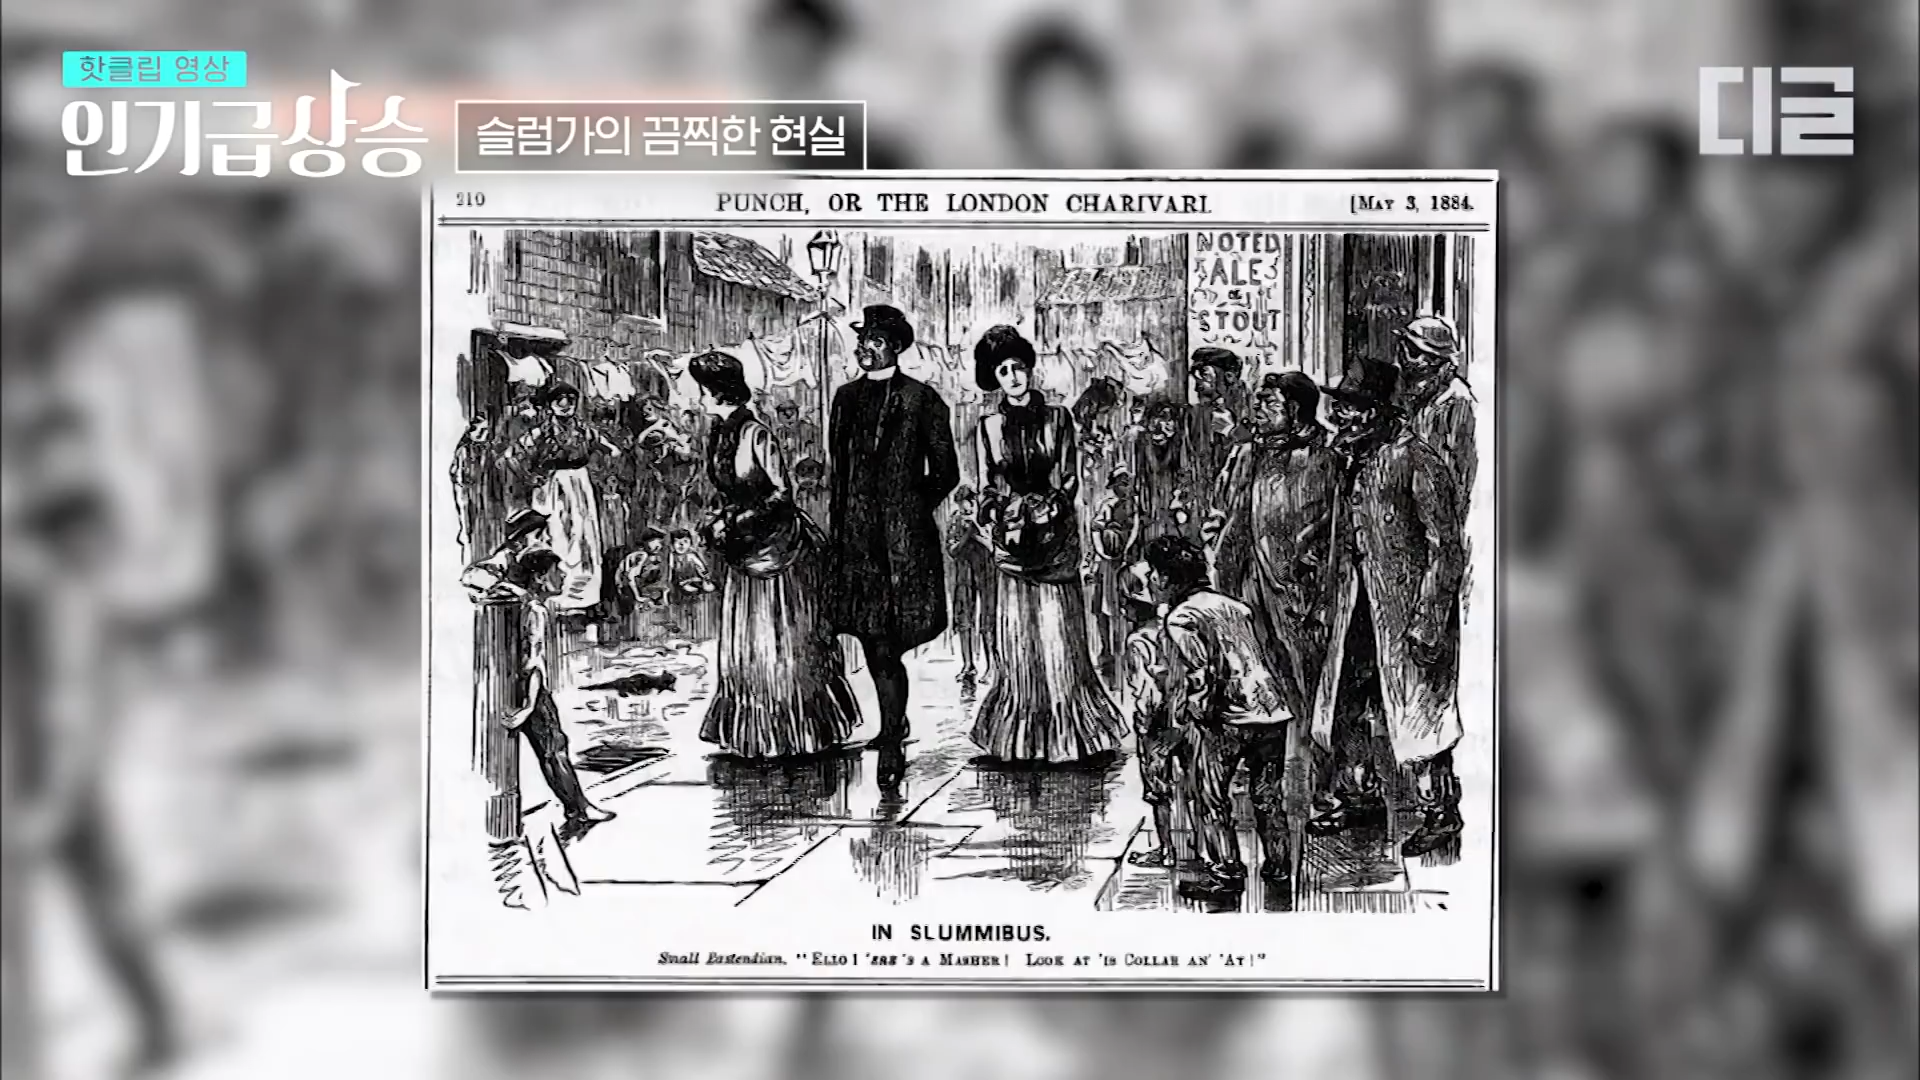 핫클립 영상
인기급상승
슬럼가의 끔찍한 현실
디글
210
PUNCH, OR THE LONDON CHARIVARI.
[MAY 3, 1884.
NOTED
ALES
&
STOUT
IN SLUMMIBUS.
Small Eastendian. "ELLO! 'ERE'S A MASHER! LOOK AT 'IS COLLAR AN' 'AT!"